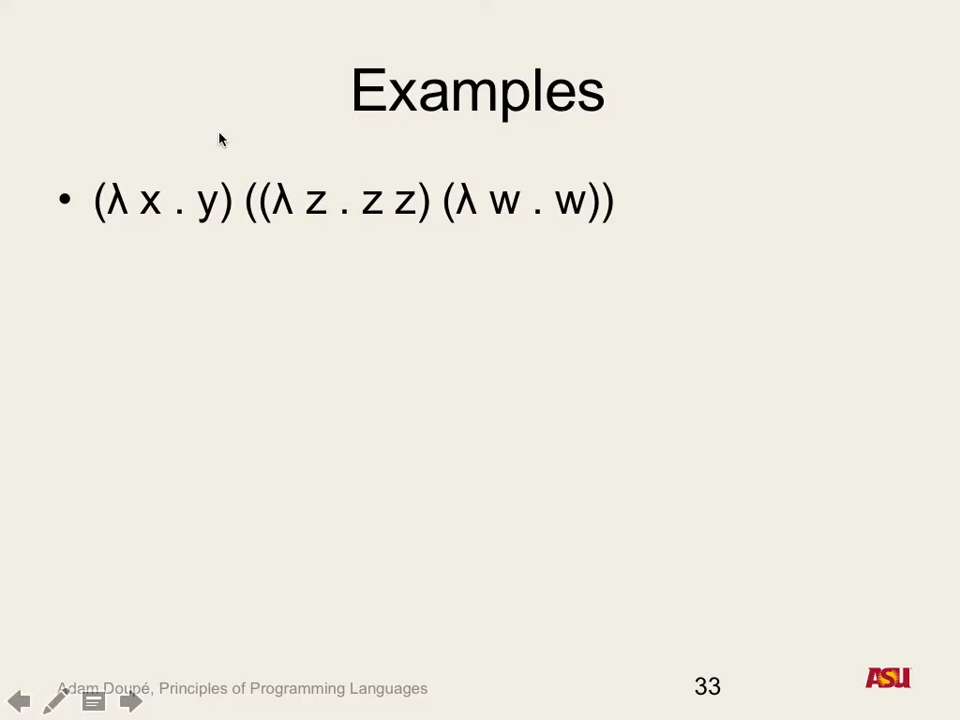 Examples
• (λ x . y) ((λ z . z z) (λ w . w))
Adam Doupé, Principles of Programming Languages
33
ASU